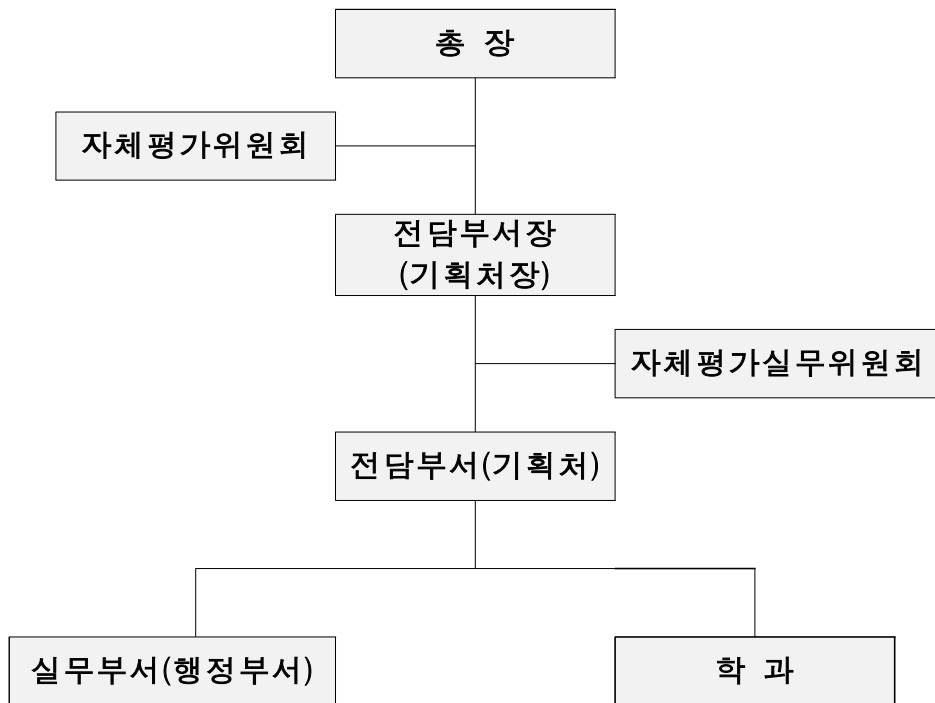 총 장
자체평가위원회
전담부서장
(기획처장)
자체평가실무위원회
전담부서(기획처)
실무부서(행정부서)
학 과